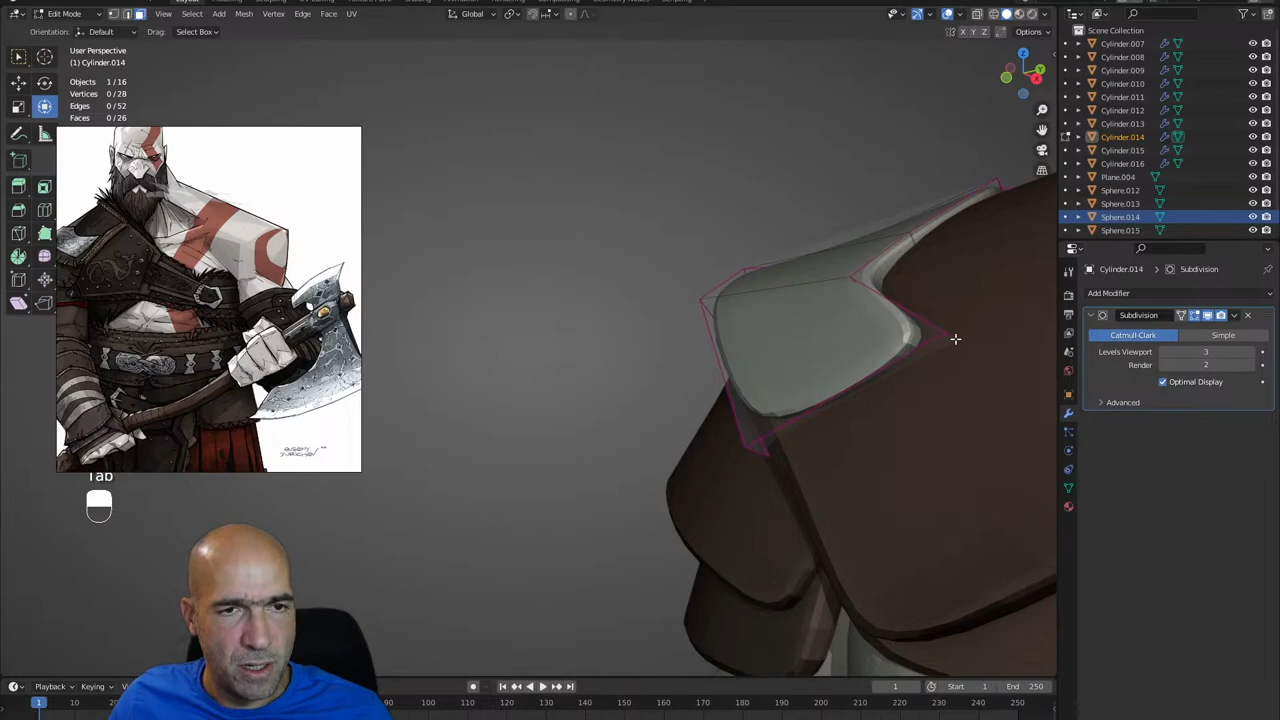 Edit Mode View Select Add Mesh Vertex Edge Face UV Global
Orientation: Default Drag: Select Box X Y Z Options
User Perspective
(1) Cylinder.014
Objects 1/16
Vertices 0/28
Edges 0/52
Faces 0/26
Z
Y
X
Tab
Scene Collection
Cylinder.007
Cylinder.008
Cylinder.009
Cylinder.010
Cylinder.011
Cylinder.012
Cylinder.013
Cylinder.014
Cylinder.015
Cylinder.016
Plane.004
Sphere.012
Sphere.013
Sphere.014
Sphere.015
Cylinder.014 > Subdivision
Add Modifier
Subdivision
Catmull-Clark Simple
Levels Viewport 3
Render 2
Optimal Display
Advanced
Playback Keying 1 Start 1 End 250
1 10 100 110 120 130 140 150 160 170 180 190 200 210 220 230 240 250